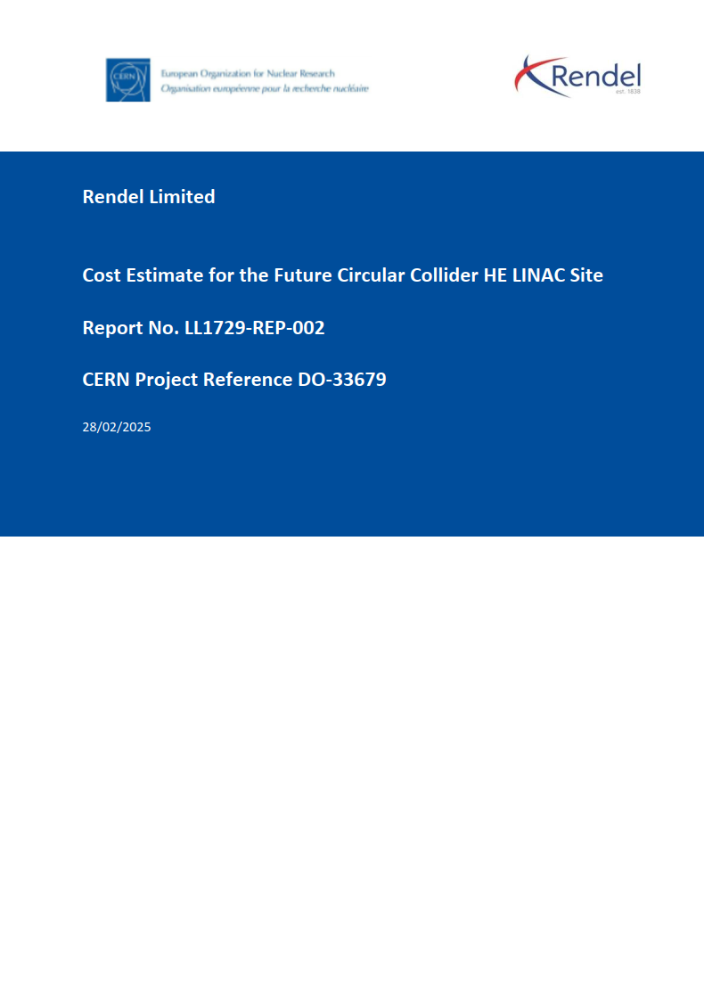 CERN
European Organization for Nuclear Research
Organisation européenne pour la recherche nucléaire
Rendel
est. 1838
Rendel Limited
Cost Estimate for the Future Circular Collider HE LINAC Site
Report No. LL1729-REP-002
CERN Project Reference DO-33679
28/02/2025